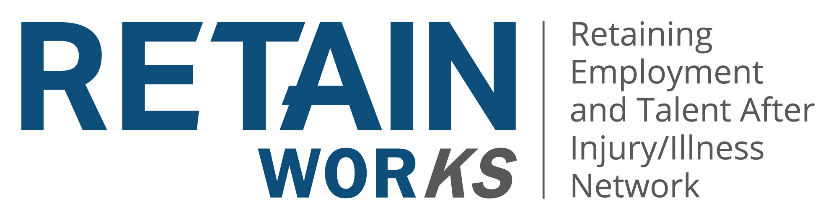 RETAIN
WORKS
Retaining
Employment
and Talent After
Injury/Illness
Network